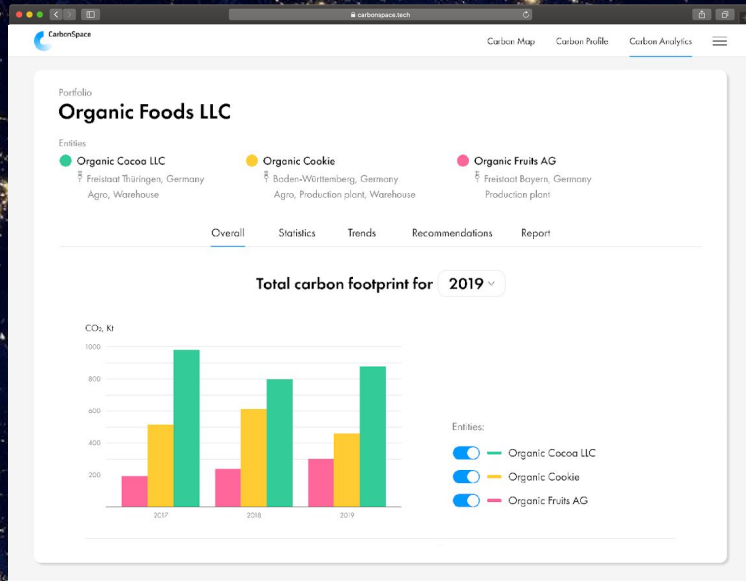 carbonspace.tech
CarbonSpace
Carbon Map Carbon Profile Carbon Analytics
Portfolio
Organic Foods LLC
Entities
Organic Cocoa LLC Organic Cookie Organic Fruits AG
Freistaat Thüringen, Germany Baden-Württemberg, Germany Freistaat Bayern, Germany
Agro, Warehouse Agro, Production plant, Warehouse Production plant
Overall Statistics Trends Recommendations Report
Total carbon footprint for 2019
CO₂, Kt
1000
800
600
400
200
2017 2018 2019
Entities:
Organic Cocoa LLC
Organic Cookie
Organic Fruits AG